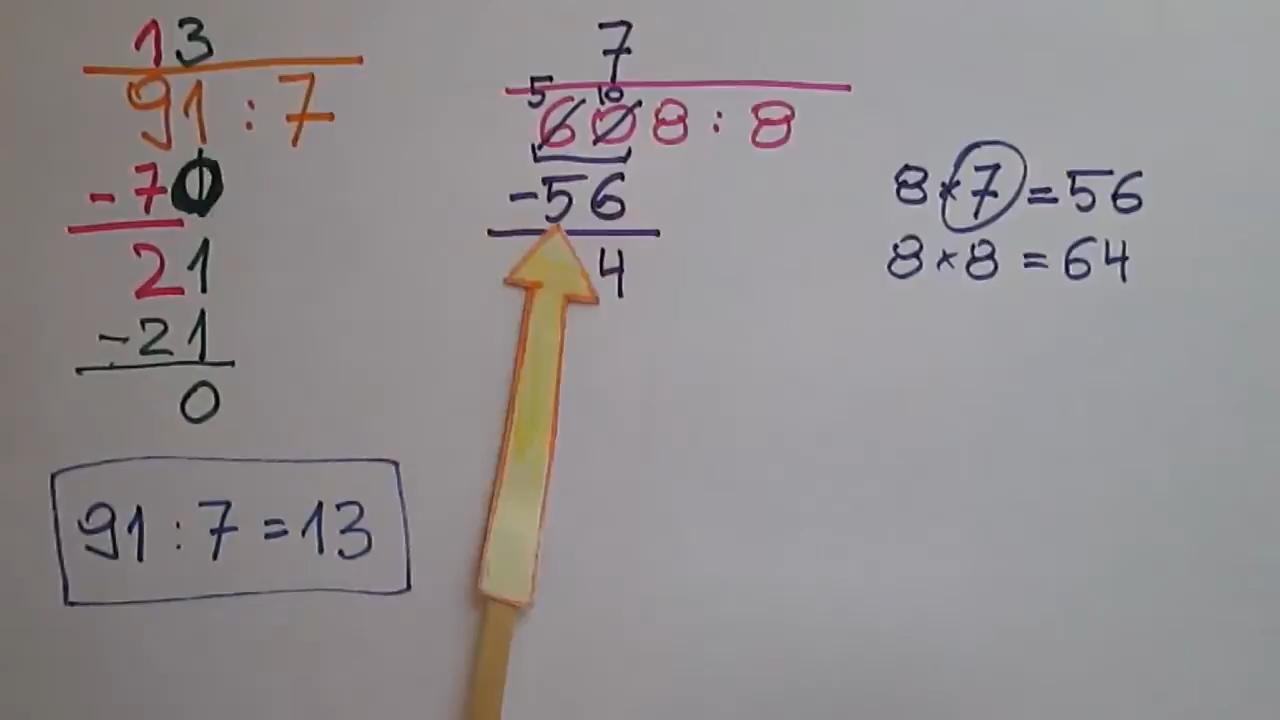 13
91 : 7
-70
21
-21
0
91 : 7 = 13
7
5 10
608 : 8
-56
4
8 × 7 = 56
8 × 8 = 64